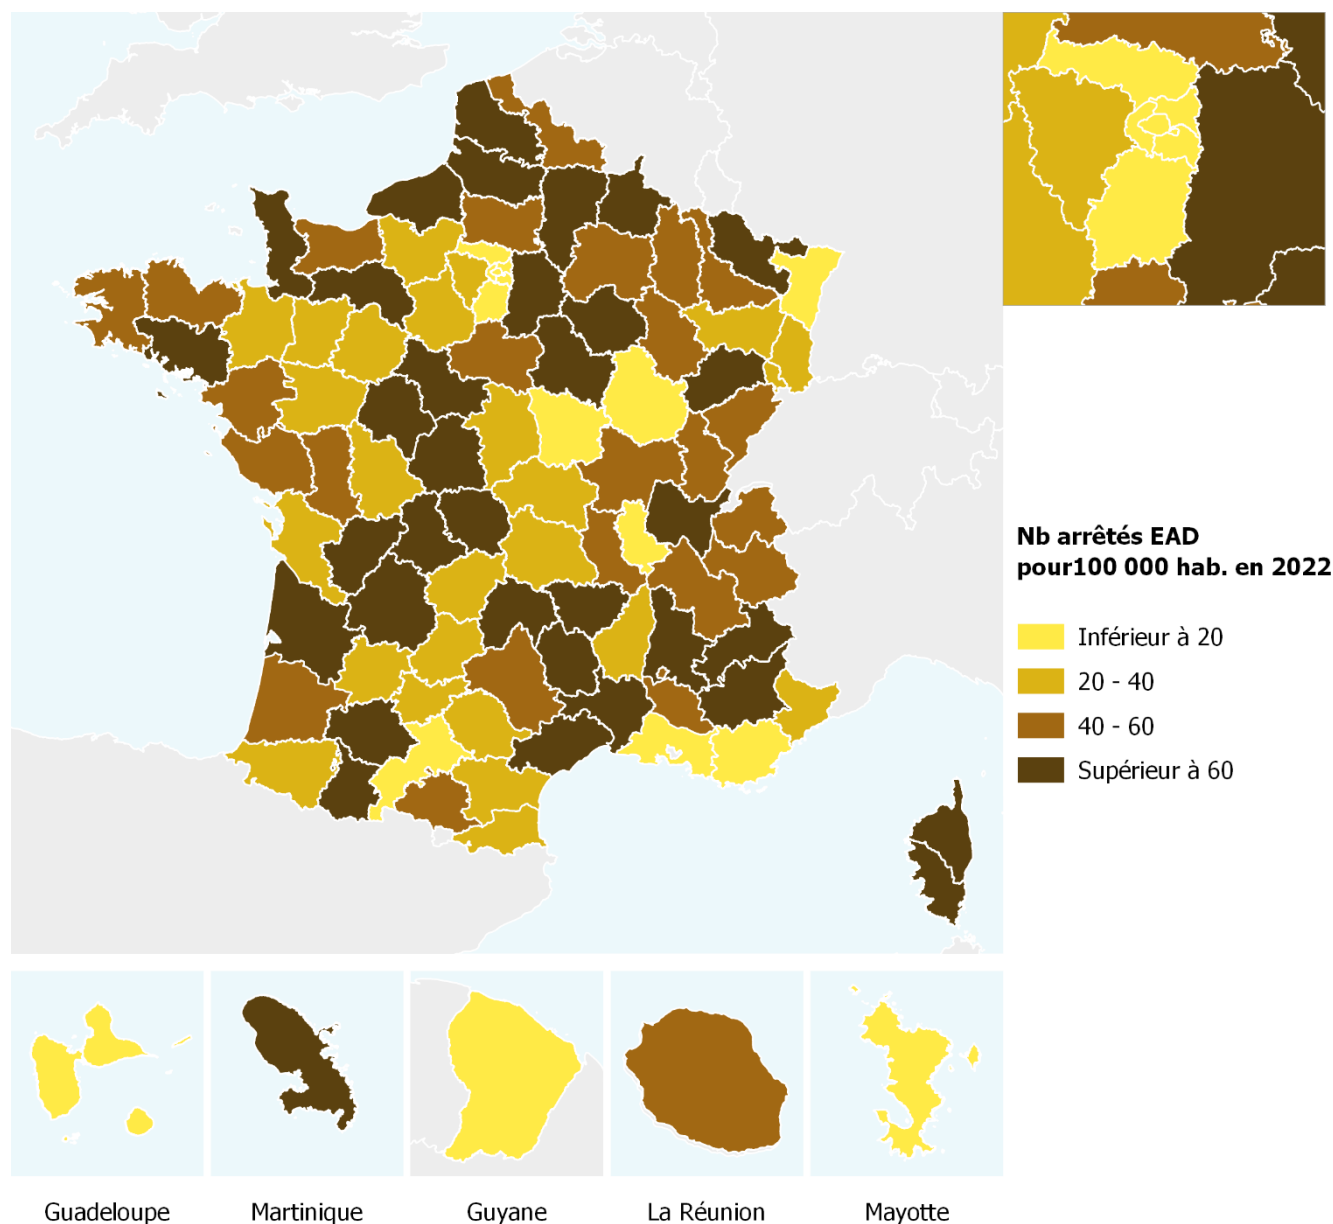 Nb arrêtés EAD
pour100 000 hab. en 2022
Inférieur à 20
20 - 40
40 - 60
Supérieur à 60
Guadeloupe
Martinique
Guyane
La Réunion
Mayotte